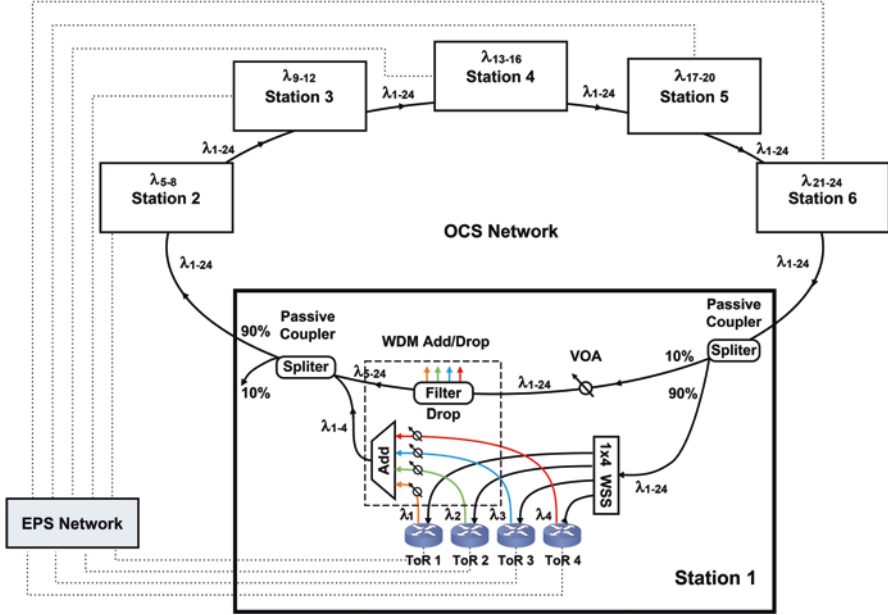 λ13-16
Station 4
λ9-12
Station 3
λ17-20
Station 5
λ1-24
λ1-24
λ1-24
λ1-24
λ5-8
Station 2
λ21-24
Station 6
OCS Network
λ1-24
λ1-24
Passive
Coupler
Spliter
90%
10%
WDM Add/Drop
VOA
Passive
Coupler
Spliter
10%
90%
λ5-24
Filter
Drop
λ1-24
λ1-4
Add
1x4 WSS
λ1-24
λ1
λ2
λ3
λ4
EPS Network
ToR 1
ToR 2
ToR 3
ToR 4
Station 1